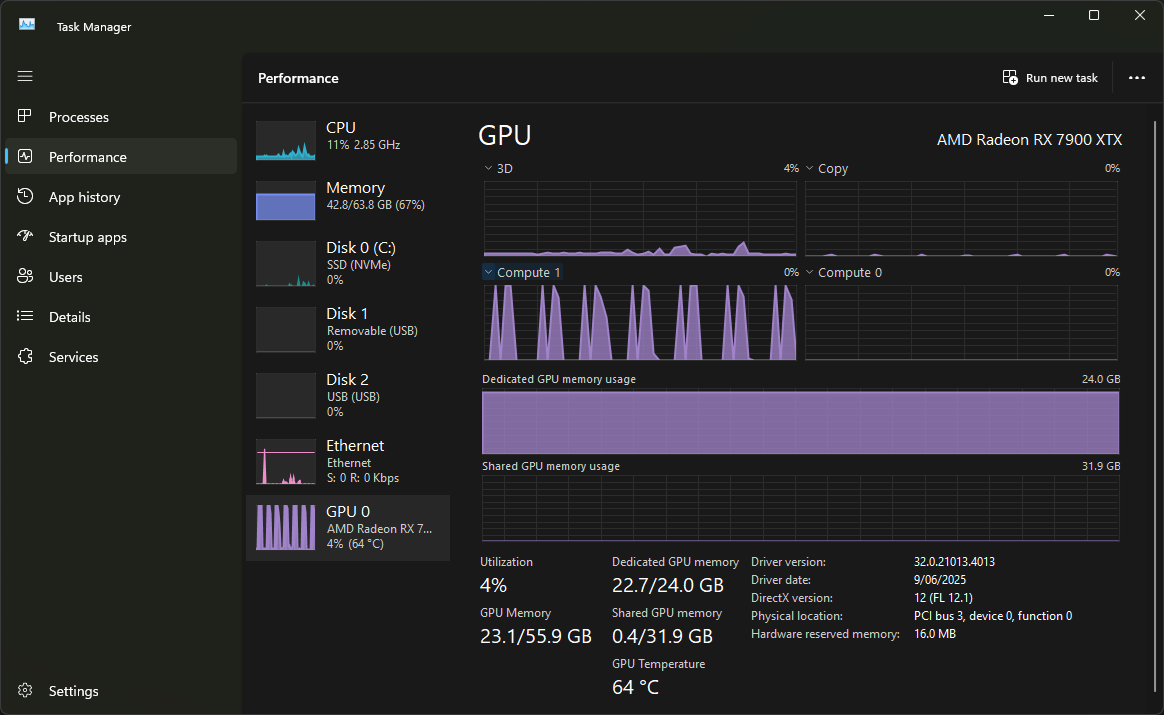 Task Manager
Performance
Run new task
Processes
Performance
App history
Startup apps
Users
Details
Services
Settings
CPU
11% 2.85 GHz
Memory
42.8/63.8 GB (67%)
Disk 0 (C:)
SSD (NVMe)
0%
Disk 1
Removable (USB)
0%
Disk 2
USB (USB)
0%
Ethernet
Ethernet
S: 0 R: 0 Kbps
GPU 0
AMD Radeon RX 7...
4% (64 °C)
GPU
AMD Radeon RX 7900 XTX
3D 4%
Copy 0%
Compute 1 0%
Compute 0 0%
Dedicated GPU memory usage 24.0 GB
Shared GPU memory usage 31.9 GB
Utilization
4%
Dedicated GPU memory
22.7/24.0 GB
GPU Memory
23.1/55.9 GB
Shared GPU memory
0.4/31.9 GB
GPU Temperature
64 °C
Driver version: 32.0.21013.4013
Driver date: 9/06/2025
DirectX version: 12 (FL 12.1)
Physical location: PCI bus 3, device 0, function 0
Hardware reserved memory: 16.0 MB